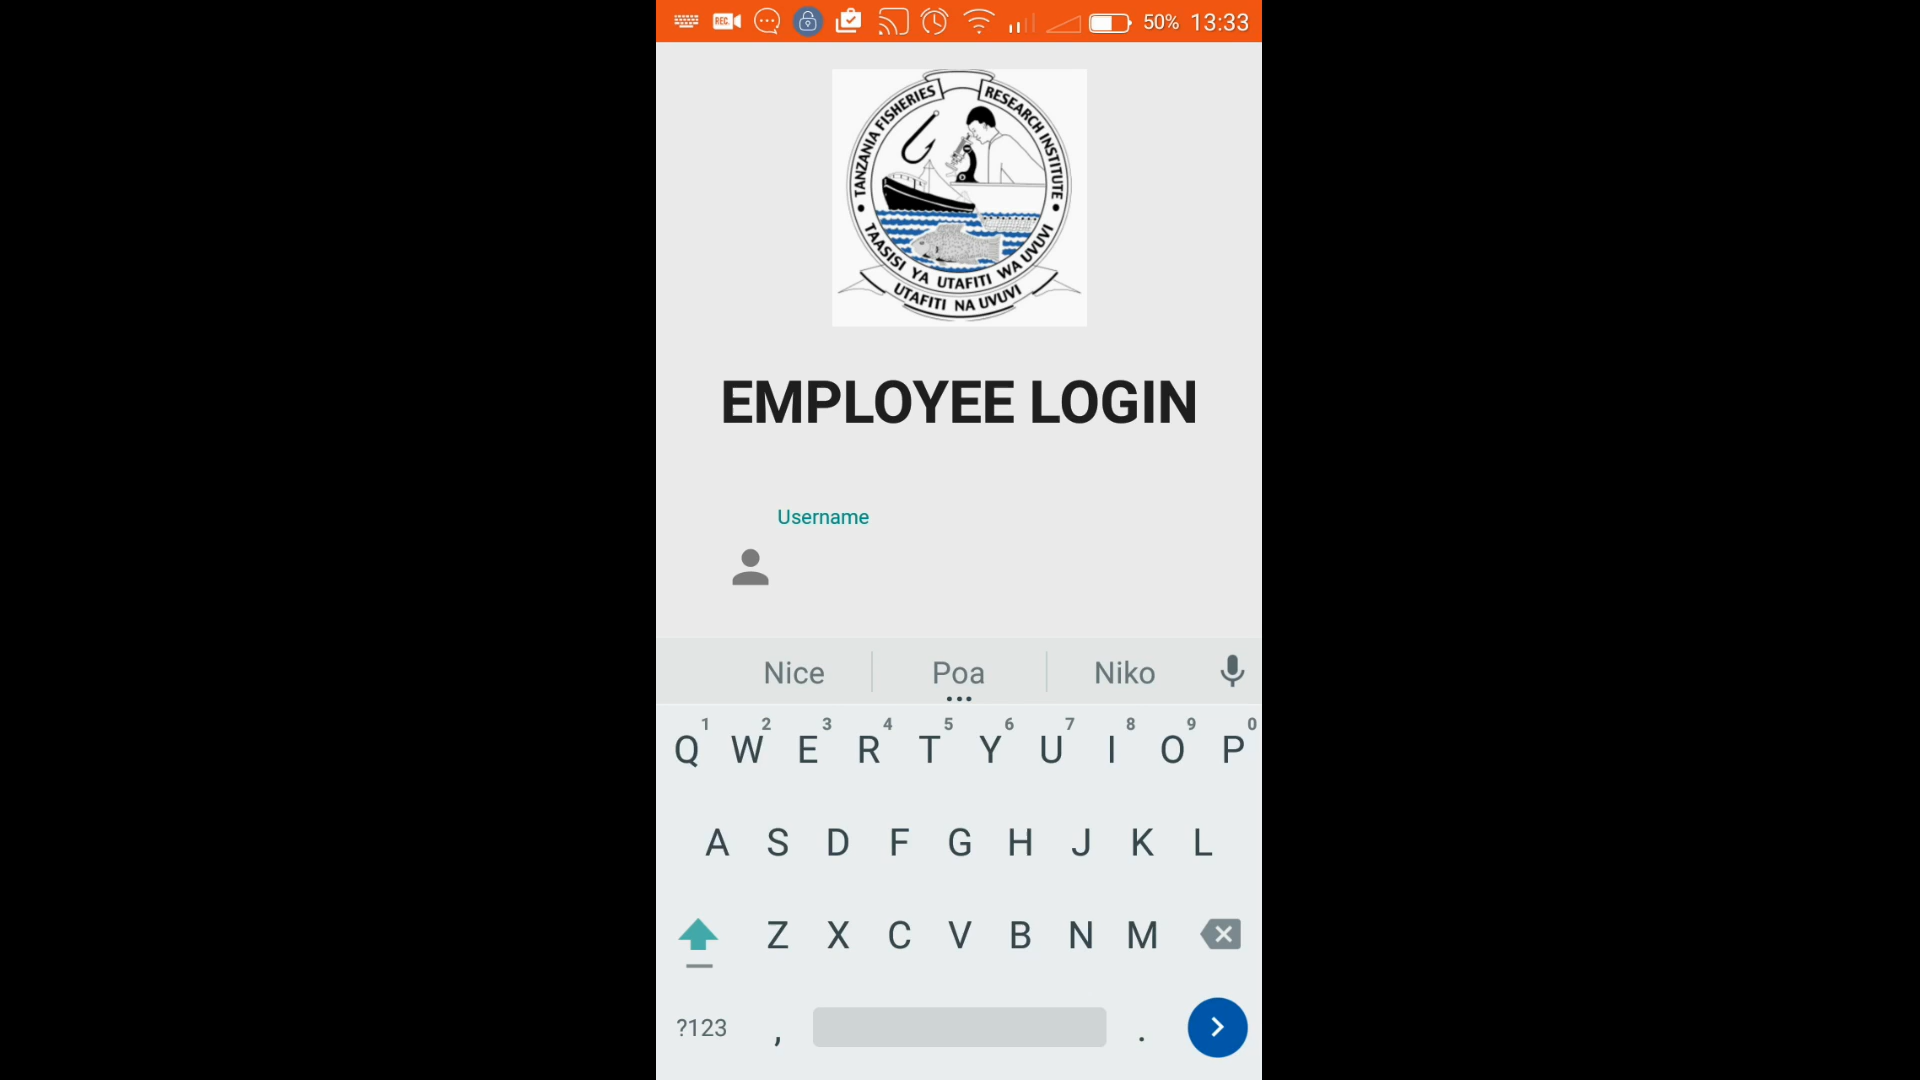 REC. 50% 13:33
TANZANIA FISHERIES RESEARCH INSTITUTE
TAASISI YA UTAFITI WA UVUVI
UTAFITI NA UVUVI
EMPLOYEE LOGIN
Username
Nice Poa Niko
1 2 3 4 5 6 7 8 9 0
Q W E R T Y U I O P
A S D F G H J K L
Z X C V B N M
?123 , .